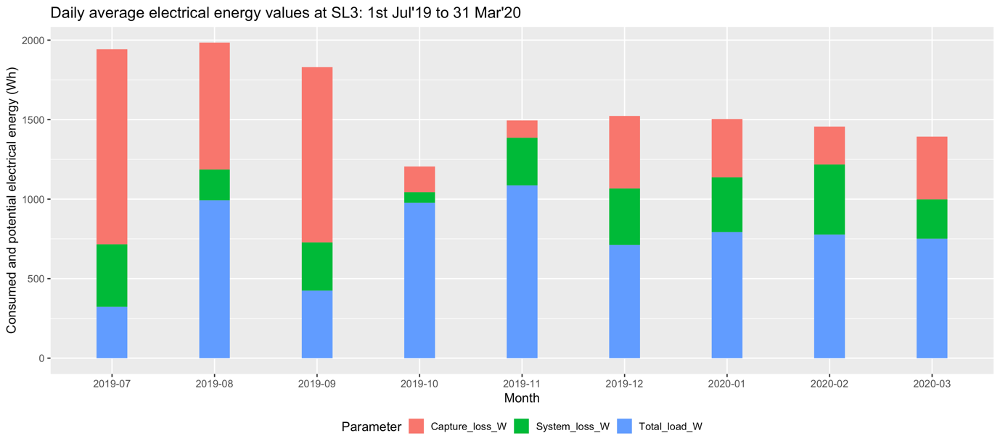 Daily average electrical energy values at SL3: 1st Jul'19 to 31 Mar'20
Consumed and potential electrical energy (Wh)
2000
1500
1000
500
0
2019-07 2019-08 2019-09 2019-10 2019-11 2019-12 2020-01 2020-02 2020-03
Month
Parameter Capture_loss_W System_loss_W Total_load_W